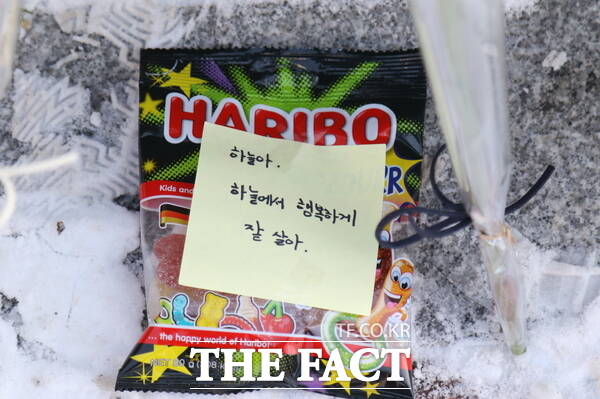 HARIBO
하늘아.
하늘에서 행복하게
잘 살아.
Kids and
... the happy world of Haribo!
TF.CO.KR
THE FACT